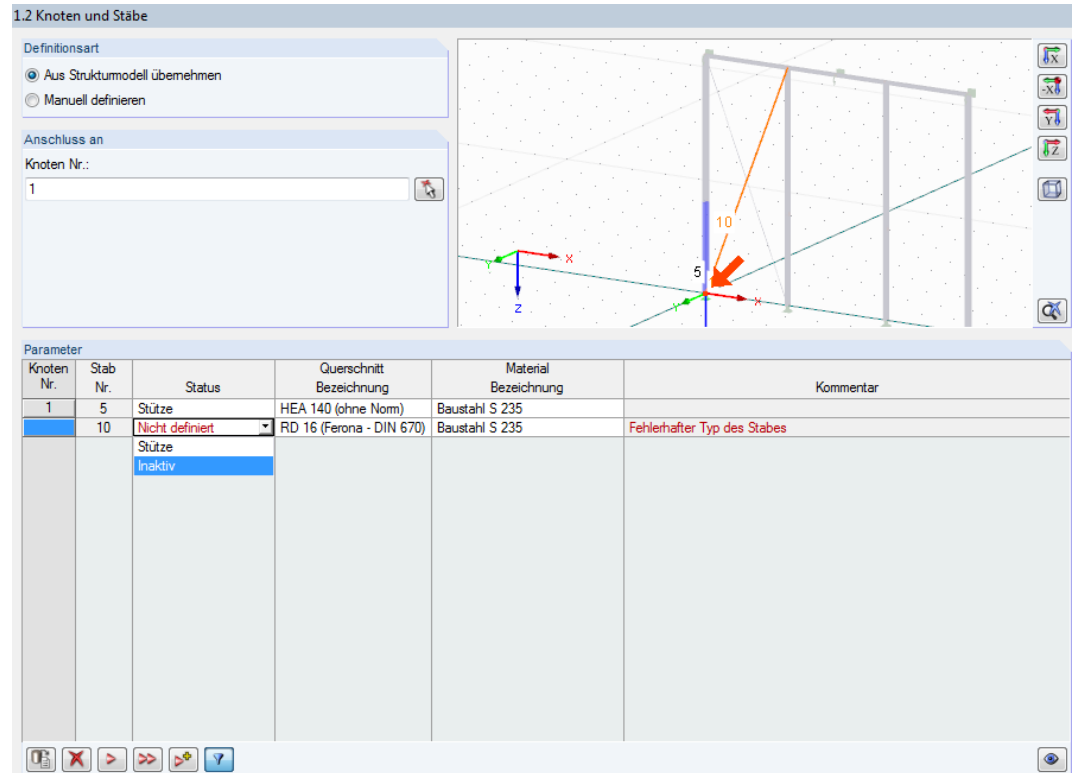 1.2 Knoten und Stäbe
Definitionsart
Aus Strukturmodell übernehmen
Manuell definieren
Anschluss an
Knoten Nr.:
1
10
5
X
Y
Z
X
Y
X
-X
Y
Z
Parameter
Knoten Nr. Stab Nr. Status Querschnitt Bezeichnung Material Bezeichnung Kommentar
1 5 Stütze HEA 140 (ohne Norm) Baustahl S 235
10 Nicht definiert RD 16 (Ferona - DIN 670) Baustahl S 235 Fehlerhafter Typ des Stabes
Stütze
Inaktiv